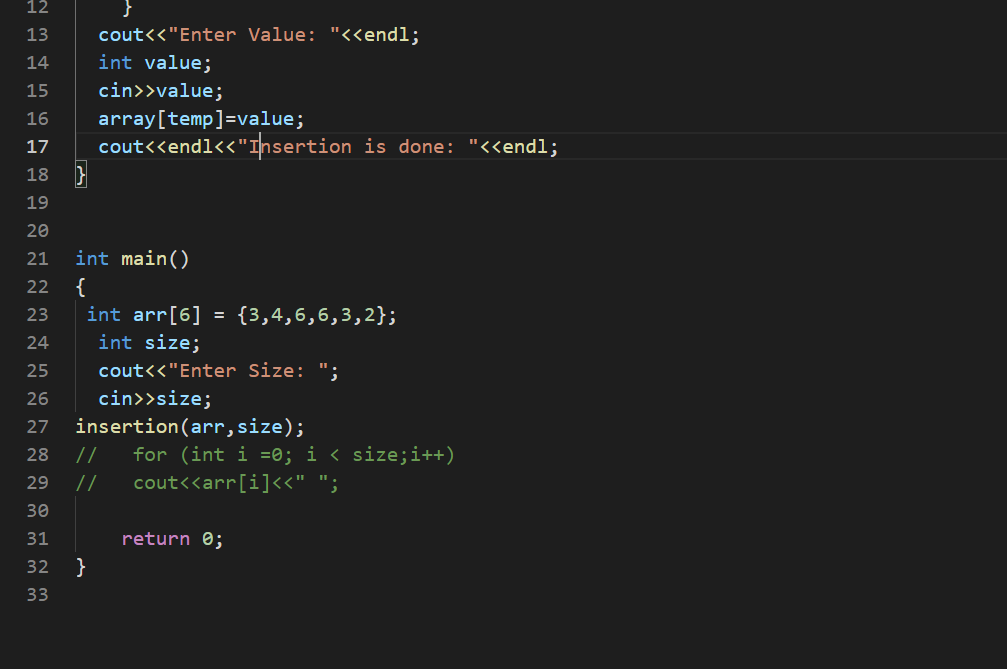 12 }
13 cout<<"Enter Value: "<<endl;
14 int value;
15 cin>>value;
16 array[temp]=value;
17 cout<<endl<<"Insertion is done: "<<endl;
18 }
19
20
21 int main()
22 {
23 int arr[6] = {3,4,6,6,3,2};
24 int size;
25 cout<<"Enter Size: ";
26 cin>>size;
27 insertion(arr,size);
28 //   for (int i =0; i < size;i++)
29 //   cout<<arr[i]<<" ";
30
31 return 0;
32 }
33